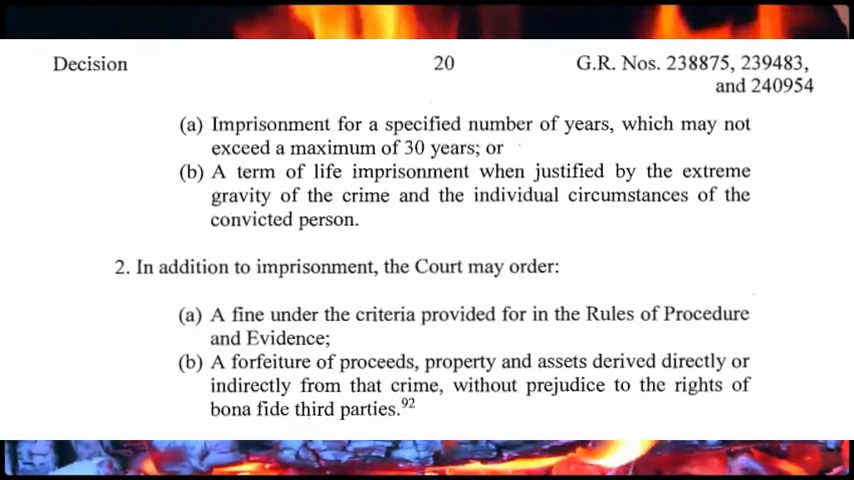 Decision 20 G.R. Nos. 238875, 239483,
and 240954
(a) Imprisonment for a specified number of years, which may not
exceed a maximum of 30 years; or
(b) A term of life imprisonment when justified by the extreme
gravity of the crime and the individual circumstances of the
convicted person.
2. In addition to imprisonment, the Court may order:
(a) A fine under the criteria provided for in the Rules of Procedure
and Evidence;
(b) A forfeiture of proceeds, property and assets derived directly or
indirectly from that crime, without prejudice to the rights of
bona fide third parties.92